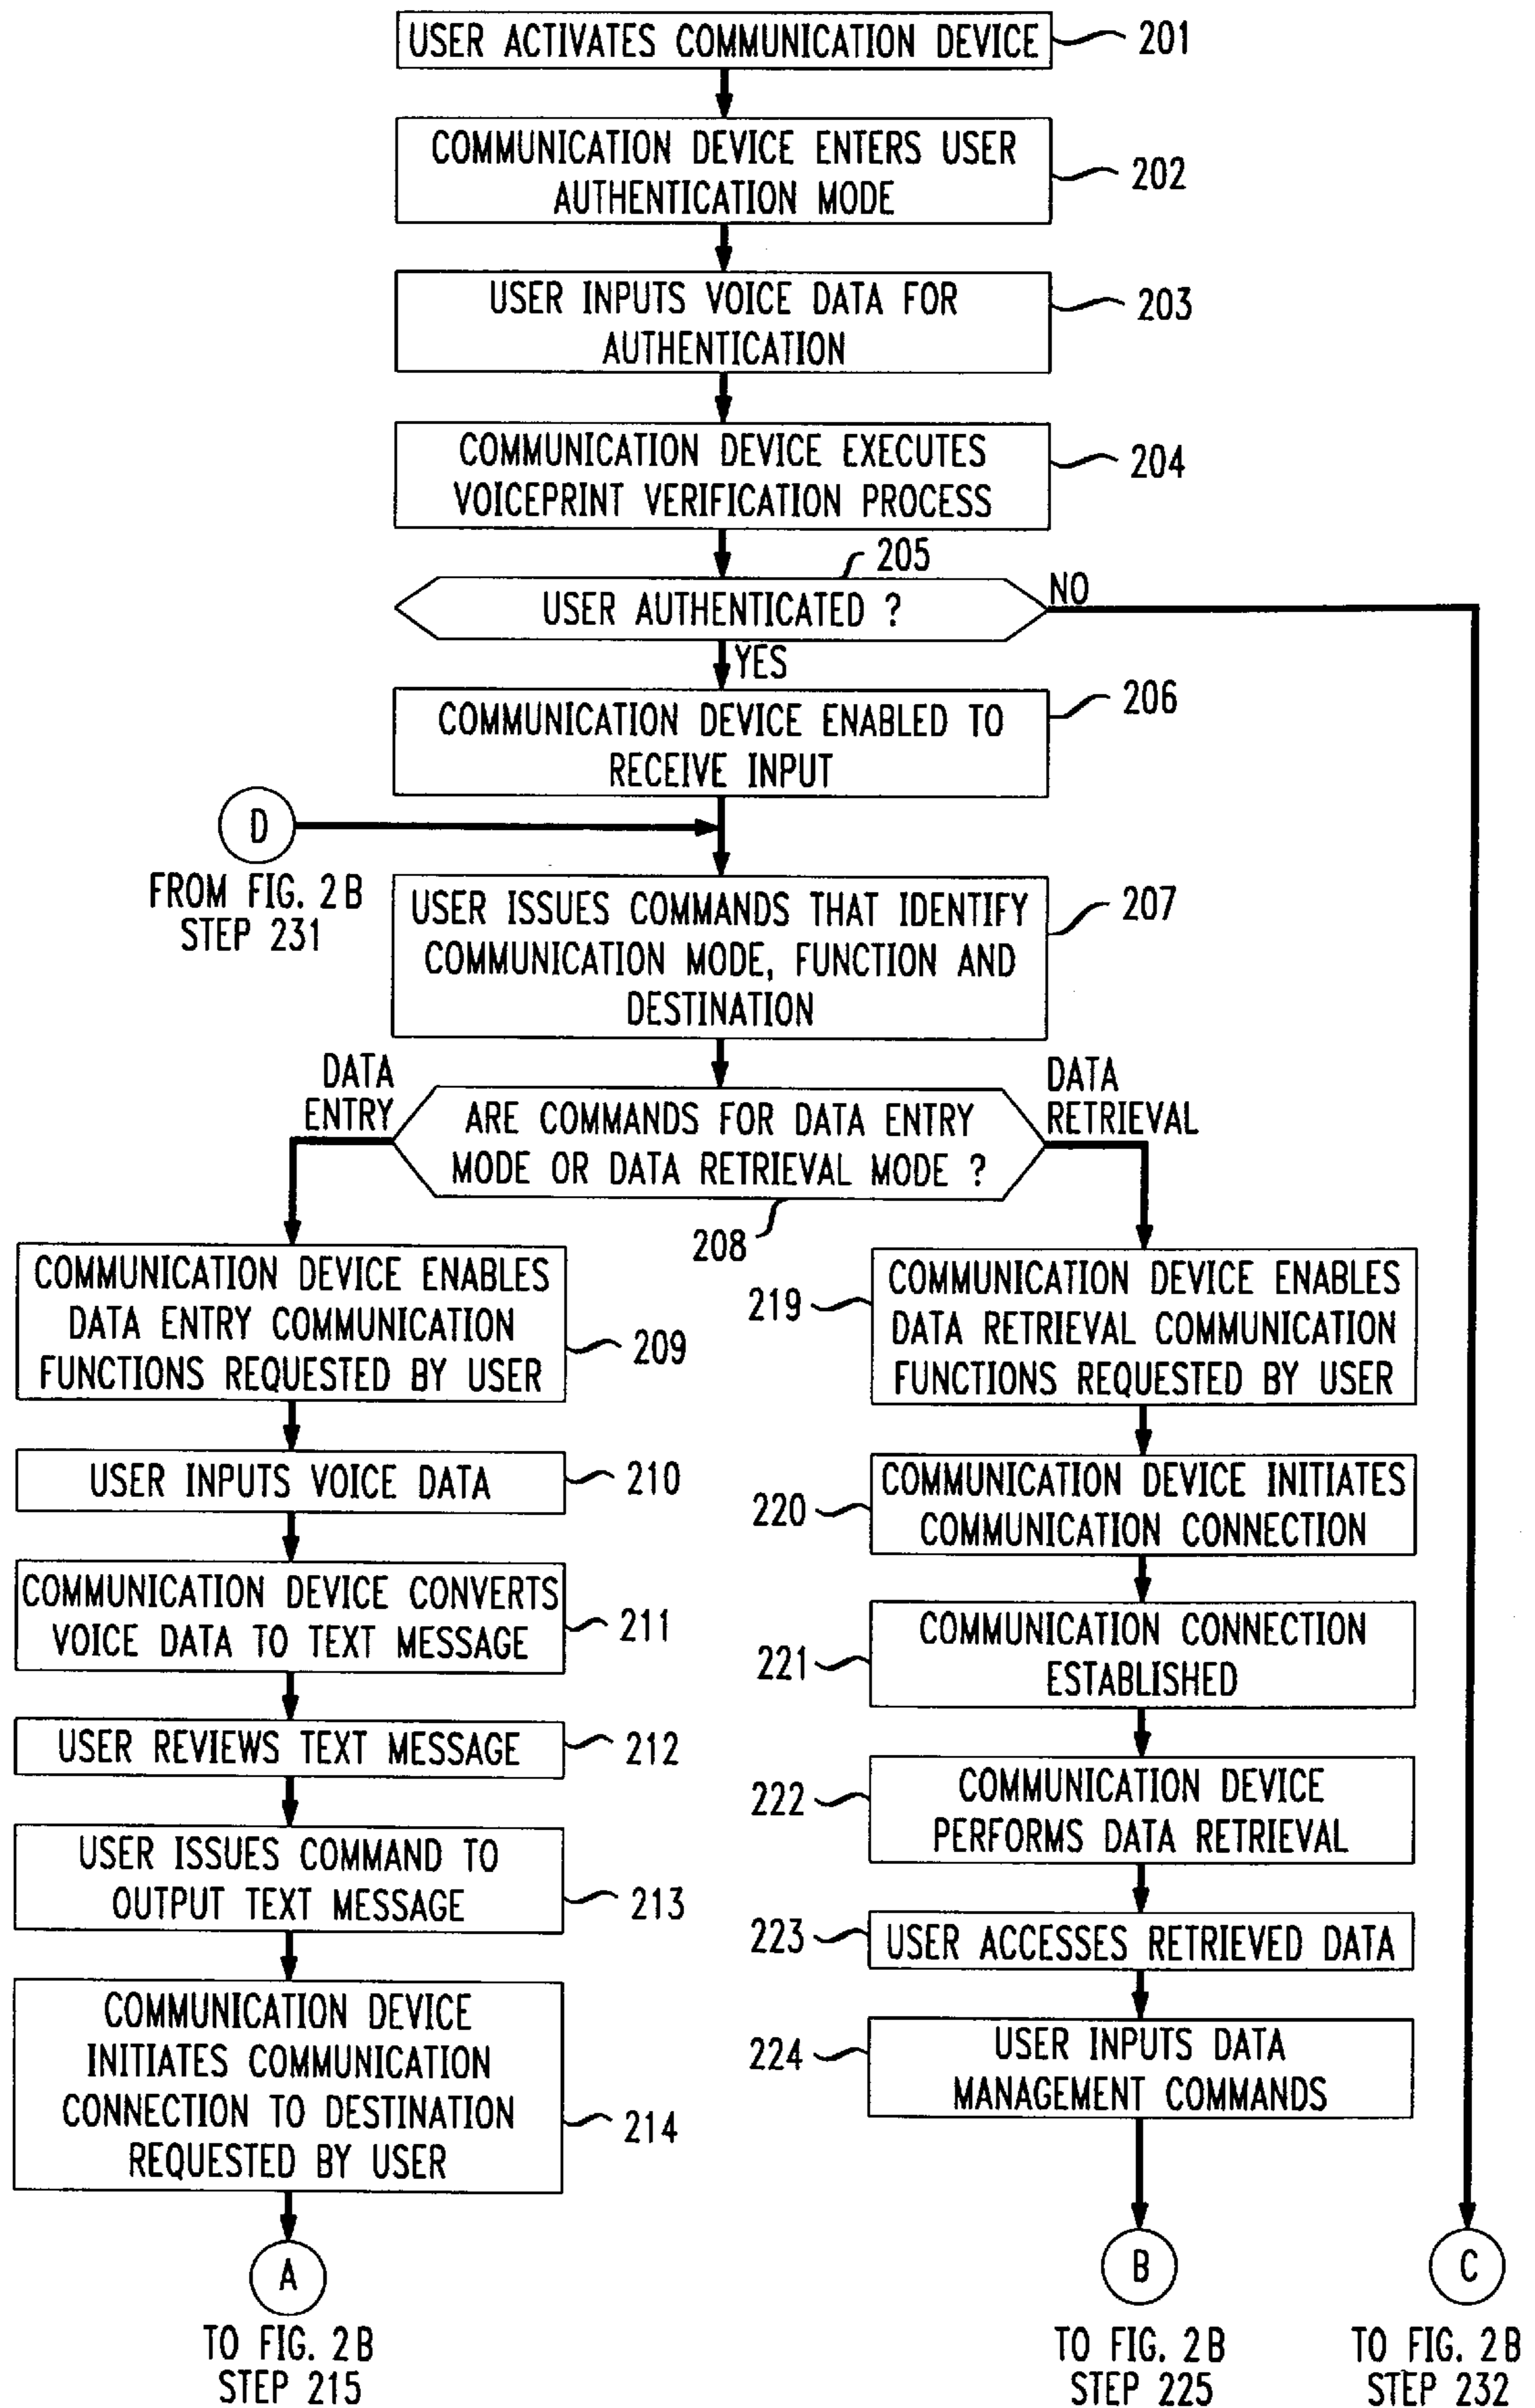 USER ACTIVATES COMMUNICATION DEVICE
201
COMMUNICATION DEVICE ENTERS USER
AUTHENTICATION MODE
202
USER INPUTS VOICE DATA FOR
AUTHENTICATION
203
COMMUNICATION DEVICE EXECUTES
VOICEPRINT VERIFICATION PROCESS
204
205
USER AUTHENTICATED ?
NO
YES
COMMUNICATION DEVICE ENABLED TO
RECEIVE INPUT
206
D
FROM FIG. 2B
STEP 231
USER ISSUES COMMANDS THAT IDENTIFY
COMMUNICATION MODE, FUNCTION AND
DESTINATION
207
DATA
ENTRY
ARE COMMANDS FOR DATA ENTRY
MODE OR DATA RETRIEVAL MODE ?
DATA
RETRIEVAL
208
COMMUNICATION DEVICE ENABLES
DATA ENTRY COMMUNICATION
FUNCTIONS REQUESTED BY USER
209
USER INPUTS VOICE DATA
210
COMMUNICATION DEVICE CONVERTS
VOICE DATA TO TEXT MESSAGE
211
USER REVIEWS TEXT MESSAGE
212
USER ISSUES COMMAND TO
OUTPUT TEXT MESSAGE
213
COMMUNICATION DEVICE
INITIATES COMMUNICATION
CONNECTION TO DESTINATION
REQUESTED BY USER
214
A
TO FIG. 2B
STEP 215
219
COMMUNICATION DEVICE ENABLES
DATA RETRIEVAL COMMUNICATION
FUNCTIONS REQUESTED BY USER
220
COMMUNICATION DEVICE INITIATES
COMMUNICATION CONNECTION
221
COMMUNICATION CONNECTION
ESTABLISHED
222
COMMUNICATION DEVICE
PERFORMS DATA RETRIEVAL
223
USER ACCESSES RETRIEVED DATA
224
USER INPUTS DATA
MANAGEMENT COMMANDS
B
TO FIG. 2B
STEP 225
C
TO FIG. 2B
STEP 232